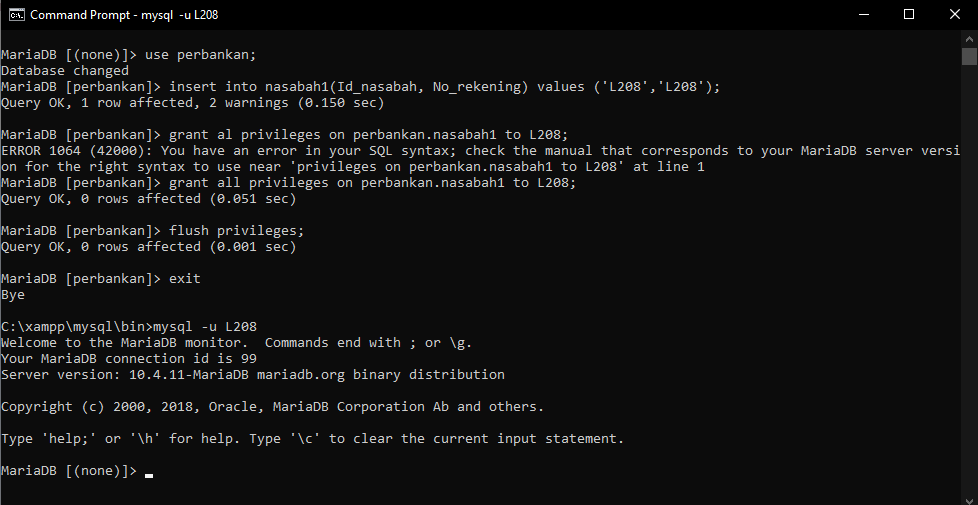 Command Prompt - mysql -u L208
MariaDB [(none)]> use perbankan;
Database changed
MariaDB [perbankan]> insert into nasabah1(Id_nasabah, No_rekening) values ('L208','L208');
Query OK, 1 row affected, 2 warnings (0.150 sec)
MariaDB [perbankan]> grant al privileges on perbankan.nasabah1 to L208;
ERROR 1064 (42000): You have an error in your SQL syntax; check the manual that corresponds to your MariaDB server versi
on for the right syntax to use near 'privileges on perbankan.nasabah1 to L208' at line 1
MariaDB [perbankan]> grant all privileges on perbankan.nasabah1 to L208;
Query OK, 0 rows affected (0.051 sec)
MariaDB [perbankan]> flush privileges;
Query OK, 0 rows affected (0.001 sec)
MariaDB [perbankan]> exit
Bye
C:\xampp\mysql\bin>mysql -u L208
Welcome to the MariaDB monitor.  Commands end with ; or \g.
Your MariaDB connection id is 99
Server version: 10.4.11-MariaDB mariadb.org binary distribution
Copyright (c) 2000, 2018, Oracle, MariaDB Corporation Ab and others.
Type 'help;' or '\h' for help. Type '\c' to clear the current input statement.
MariaDB [(none)]>